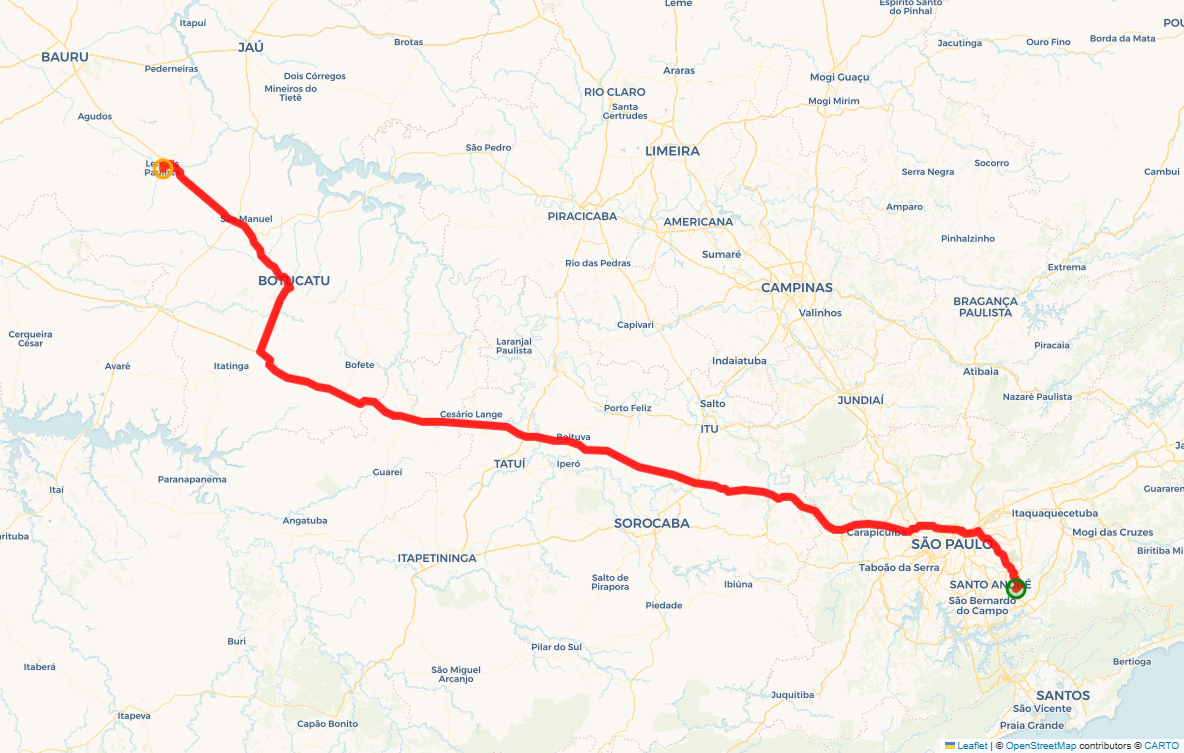 Itapuí
Leme
Espírito Santo
do Pinhal
BAURU
JAÚ
Brotas
Jacutinga
Ouro Fino
Borda da Mata
Pederneiras
Dois Córregos
Araras
Mogi Guaçu
Mineiros do
Tietê
RIO CLARO
Mogi Mirim
Santa
Gertrudes
Agudos
São Pedro
LIMEIRA
Socorro
Serra Negra
Cambui
Paulista
São Manuel
PIRACICABA
AMERICANA
Amparo
Pinhalzinho
Sumaré
Rio das Pedras
Extrema
BOTUCATU
CAMPINAS
BRAGANÇA
PAULISTA
Valinhos
Cerqueira
César
Capivari
Laranjal
Paulista
Piracaia
Avaré
Itatinga
Bofete
Indaiatuba
Atibaia
JUNDIAÍ
Nazaré Paulista
Cesário Lange
Porto Feliz
Salto
ITU
Boituva
TATUÍ
Iperó
Guareí
Paranapanema
Itaí
Angatuba
SOROCABA
Itaquaquecetuba
Mogi das Cruzes
Carapicuíba
SÃO PAULO
Biritiba Mi
ITAPETININGA
Taboão da Serra
Salto de
Pirapora
Ibiúna
SANTO ANDRÉ
São Bernardo
do Campo
Piedade
Buri
Pilar do Sul
Itaberá
São Miguel
Arcanjo
Bertioga
Juquitiba
SANTOS
São Vicente
Itapeva
Capão Bonito
Praia Grande
Leaflet | © OpenStreetMap contributors © CARTO